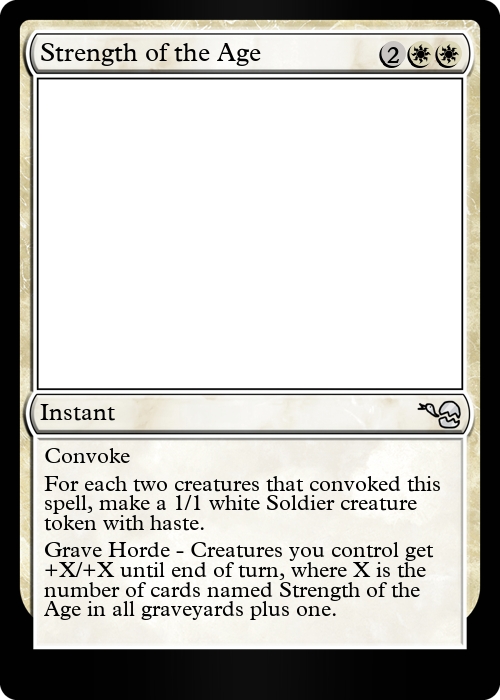 Strength of the Age 2
Instant
Convoke
For each two creatures that convoked this
spell, make a 1/1 white Soldier creature
token with haste.
Grave Horde - Creatures you control get
+X/+X until end of turn, where X is the
number of cards named Strength of the
Age in all graveyards plus one.